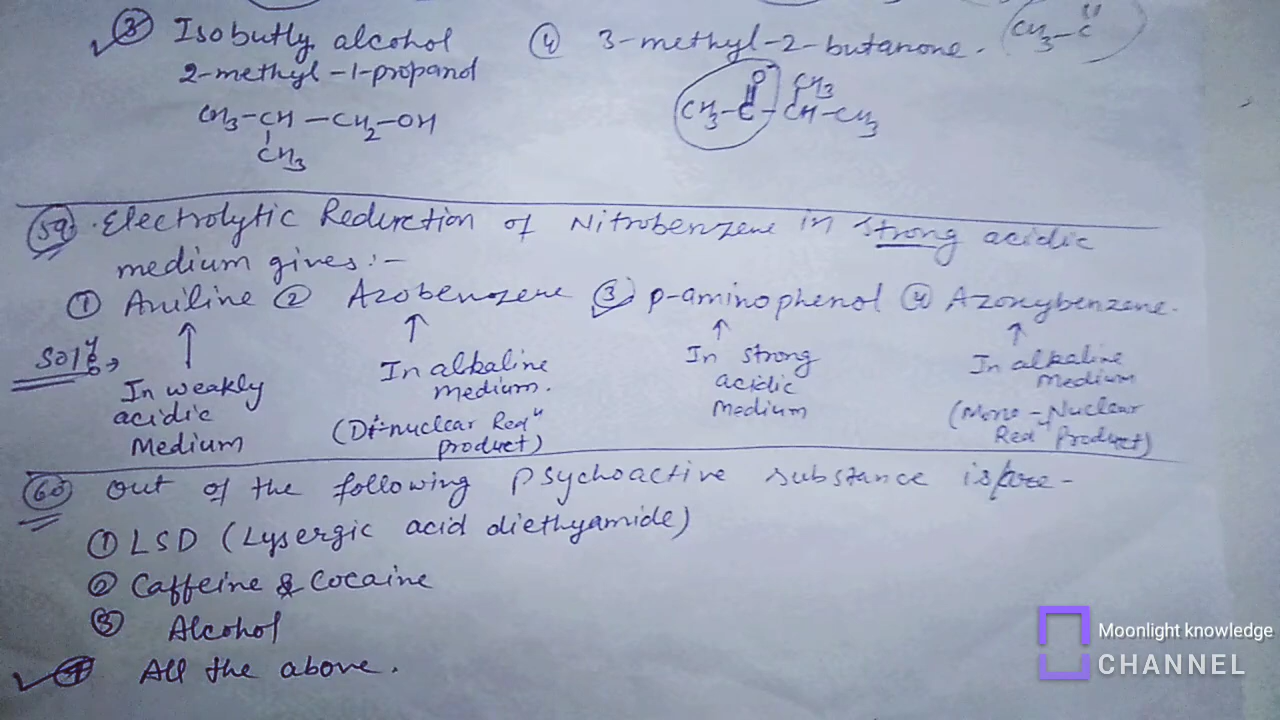 ③ Isobutly alcohol ④ 3-methyl-2-butanone. CH3-C
2-methyl-1-propanol
O CH3
CH3-CH-CH2-OH CH3-C-CH-CH3
CH3
59. Electrolytic Reduction of Nitrobenzene in strong acidic
medium gives:-
① Aniline ② Azobenzene ③ p-aminophenol ④ Azoxybenzene.
Solⁿ
In weakly acidic Medium
In alkaline medium.
(Di-nuclear Redⁿ product)
In strong acidic Medium
In alkaline Medium
(Mono-Nuclear Redⁿ Product)
60 Out of the following psychoactive substance is/are-
① LSD (Lysergic acid diethyamide)
② Caffeine & Cocaine
③ Alcohol
④ All the above.
Moonlight knowledge
CHANNEL